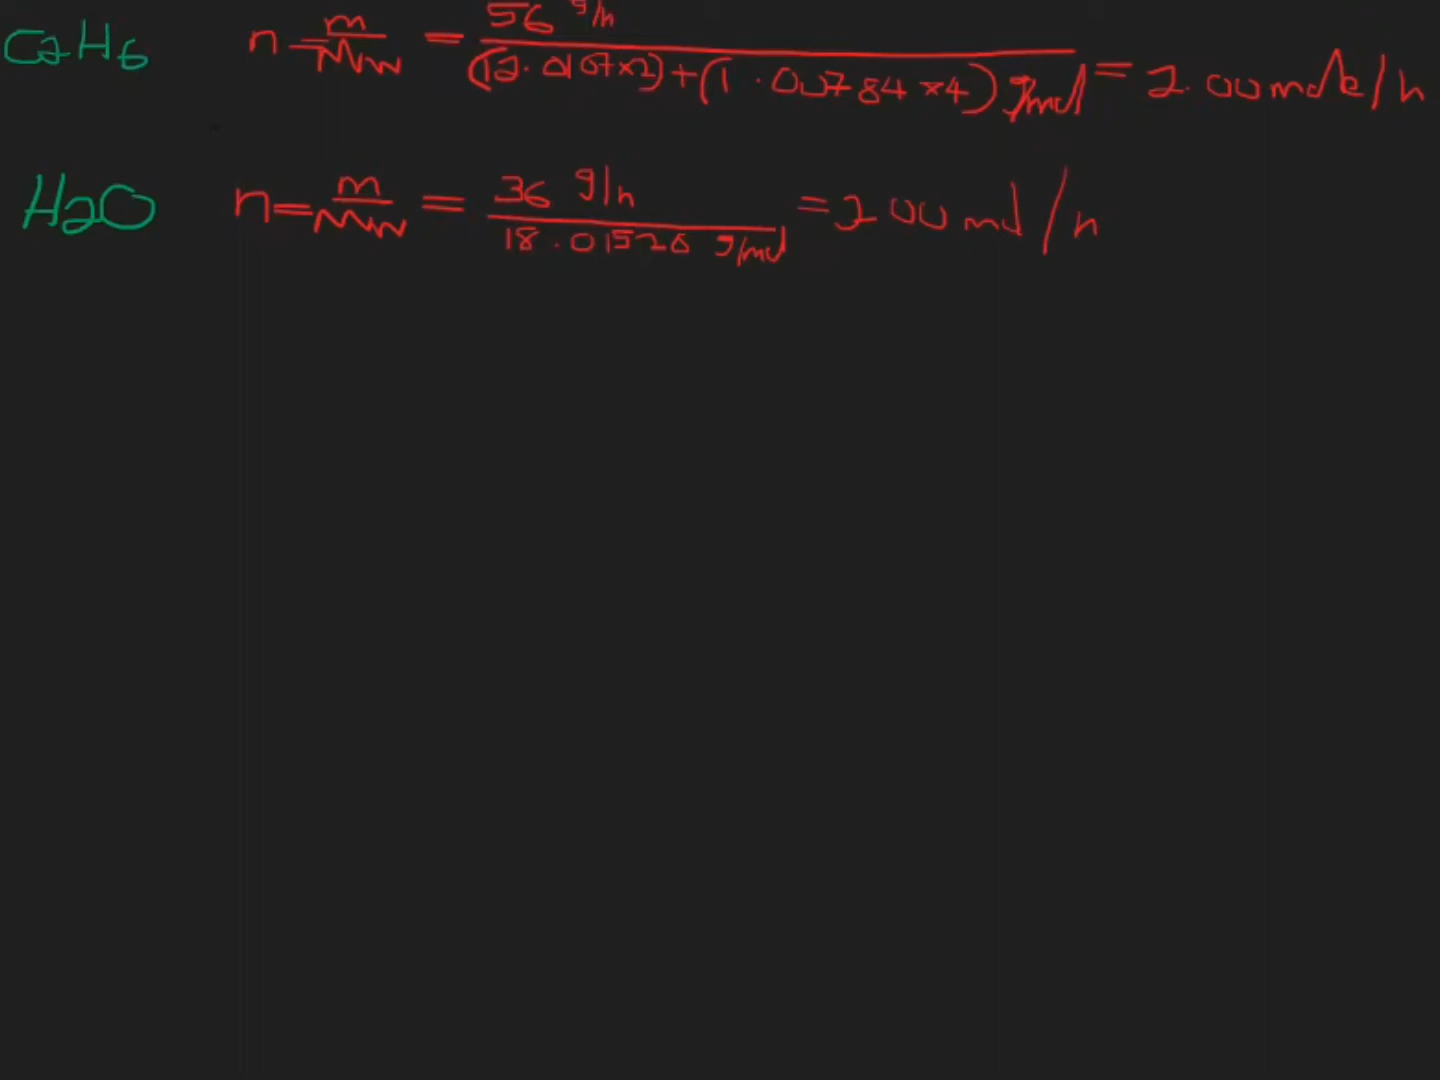 C2H6 n = m/Mw = 56 g/h / (12.0107×2)+(1.00784×4) g/mol = 2.00 mole/h
H2O n = m/Mw = 36 g/h / 18.01528 g/mol = 2.00 mol/h